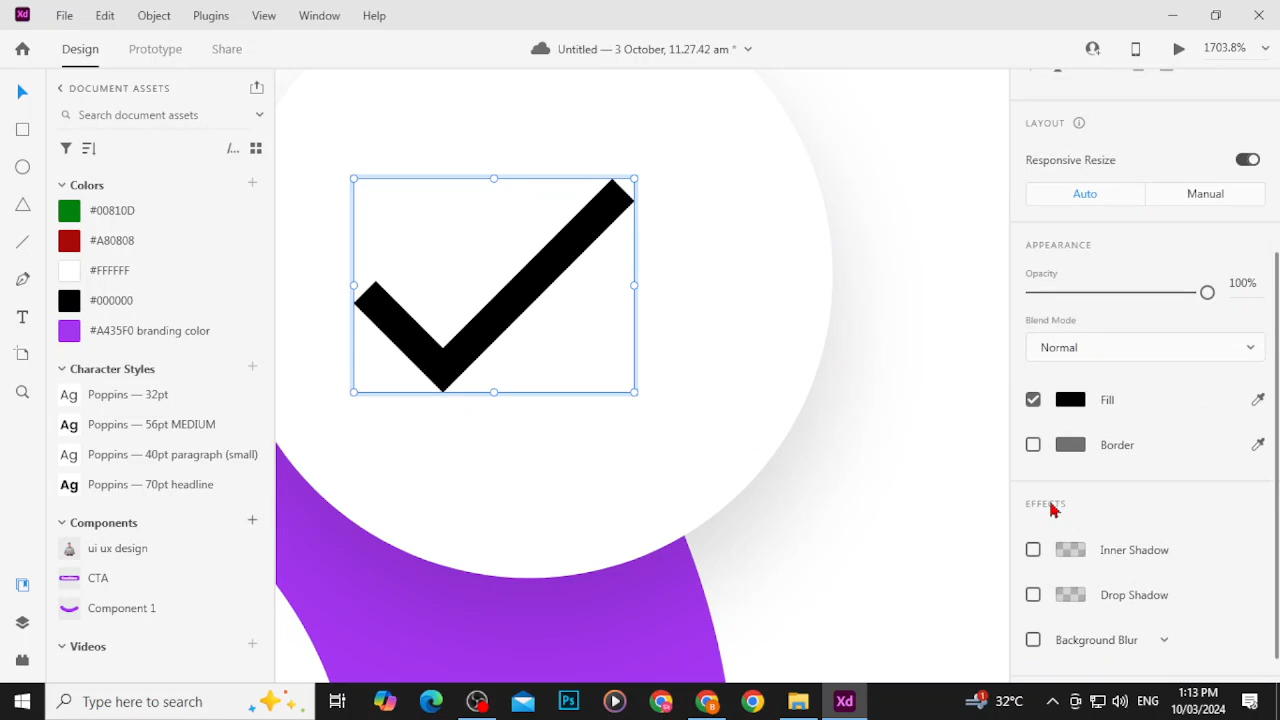 Xd File Edit Object Plugins View Window Help
Design Prototype Share Untitled — 3 October, 11.27.42 am * 1703.8%
DOCUMENT ASSETS
Search document assets
/...
Colors
#00810D
#A80808
#FFFFFF
#000000
#A435F0 branding color
Character Styles
Ag Poppins — 32pt
Ag Poppins — 56pt MEDIUM
Ag Poppins — 40pt paragraph (small)
Ag Poppins — 70pt headline
Components
ui ux design
CTA
Component 1
Videos
LAYOUT
Responsive Resize
Auto Manual
APPEARANCE
Opacity
100%
Blend Mode
Normal
Fill
Border
EFFECTS
Inner Shadow
Drop Shadow
Background Blur
Type here to search
Ps
Xd
1
32°C
ENG
1:13 PM
10/03/2024